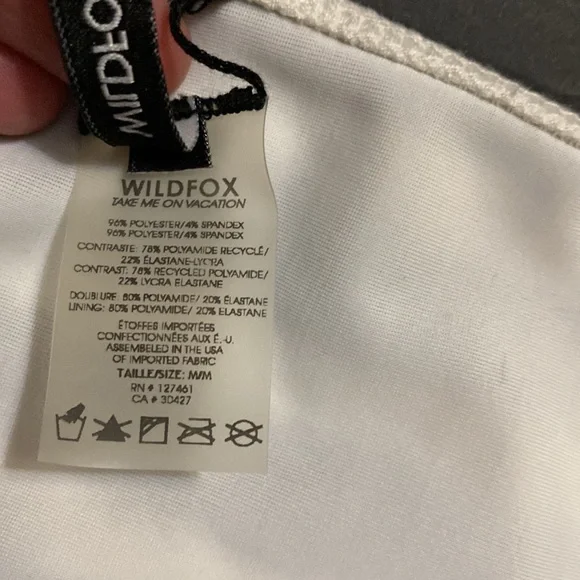 WILDFO
WILDFOX
TAKE ME ON VACATION
96% POLYESTER/4% SPANDEX
96% POLYESTER/4% SPANDEX
CONTRASTE: 78% POLYAMIDE RECYCLÉ/
22% ÉLASTANE-LYCRA
CONTRAST: 78% RECYCLED POLYAMIDE/
22% LYCRA ELASTANE
DOUBLURE: 80% POLYAMIDE/ 20% ÉLASTANE
LINING: 80% POLYAMIDE/ 20% ELASTANE
ÉTOFFES IMPORTÉES
CONFECTIONNÉES AUX É.-U.
ASSEMBLED IN THE USA
OF IMPORTED FABRIC
TAILLE/SIZE: M/M
RN # 127461
CA # 30427